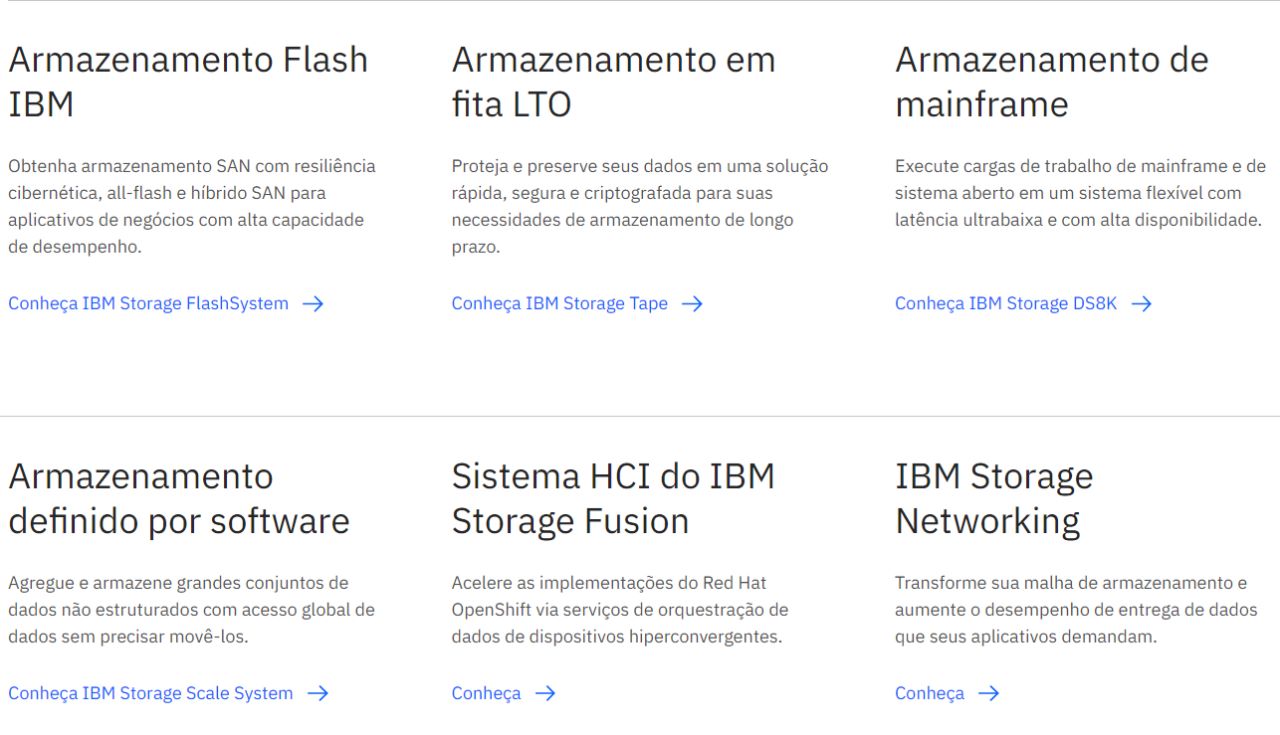 Armazenamento Flash
IBM
Obtenha armazenamento SAN com resiliência
cibernética, all-flash e híbrido SAN para
aplicativos de negócios com alta capacidade
de desempenho.
Conheça IBM Storage FlashSystem
Armazenamento em
fita LTO
Proteja e preserve seus dados em uma solução
rápida, segura e criptografada para suas
necessidades de armazenamento de longo
prazo.
Conheça IBM Storage Tape
Armazenamento de
mainframe
Execute cargas de trabalho de mainframe e de
sistema aberto em um sistema flexível com
latência ultrabaixa e com alta disponibilidade.
Conheça IBM Storage DS8K
Armazenamento
definido por software
Agregue e armazene grandes conjuntos de
dados não estruturados com acesso global de
dados sem precisar movê-los.
Conheça IBM Storage Scale System
Sistema HCI do IBM
Storage Fusion
Acelere as implementações do Red Hat
OpenShift via serviços de orquestração de
dados de dispositivos hiperconvergentes.
Conheça
IBM Storage
Networking
Transforme sua malha de armazenamento e
aumente o desempenho de entrega de dados
que seus aplicativos demandam.
Conheça